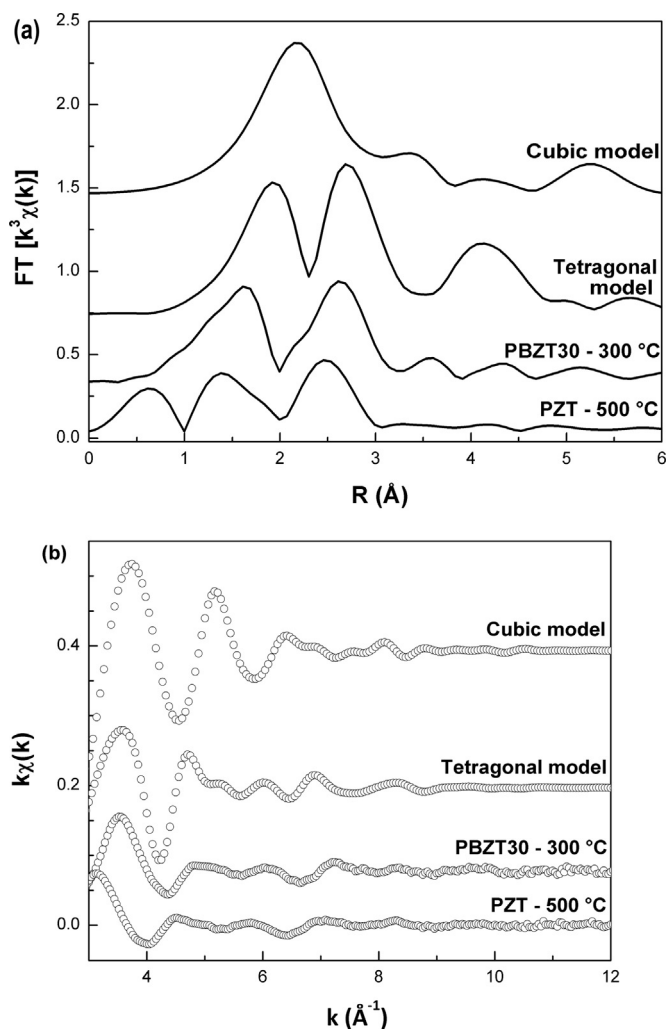 (a)
2.5
2.0
1.5
1.0
0.5
0.0
FT [k³χ(k)]
Cubic model
Tetragonal
model
PBZT30 - 300 °C
PZT - 500 °C
0 1 2 3 4 5 6
R (Å)
(b)
0.4
0.2
0.0
kχ(k)
Cubic model
Tetragonal model
PBZT30 - 300 °C
PZT - 500 °C
4 6 8 10 12
k (Å⁻¹)